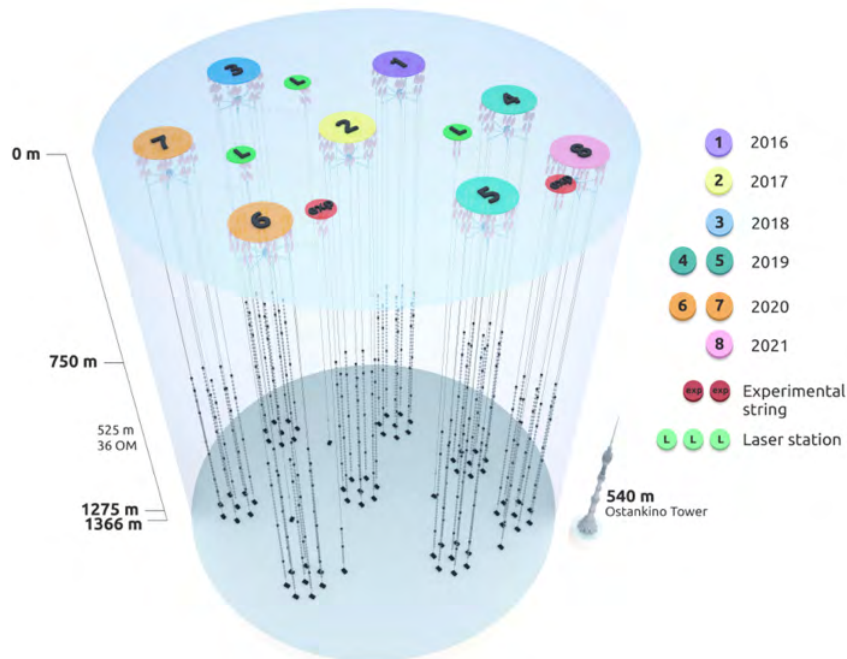 3
L
1
4
7
L
2
L
8
exp
6
exp
5
0 m
750 m
525 m
36 OM
1275 m
1366 m
540 m
Ostankino Tower
1 2016
2 2017
3 2018
4 5 2019
6 7 2020
8 2021
exp exp Experimental
string
L L L Laser station